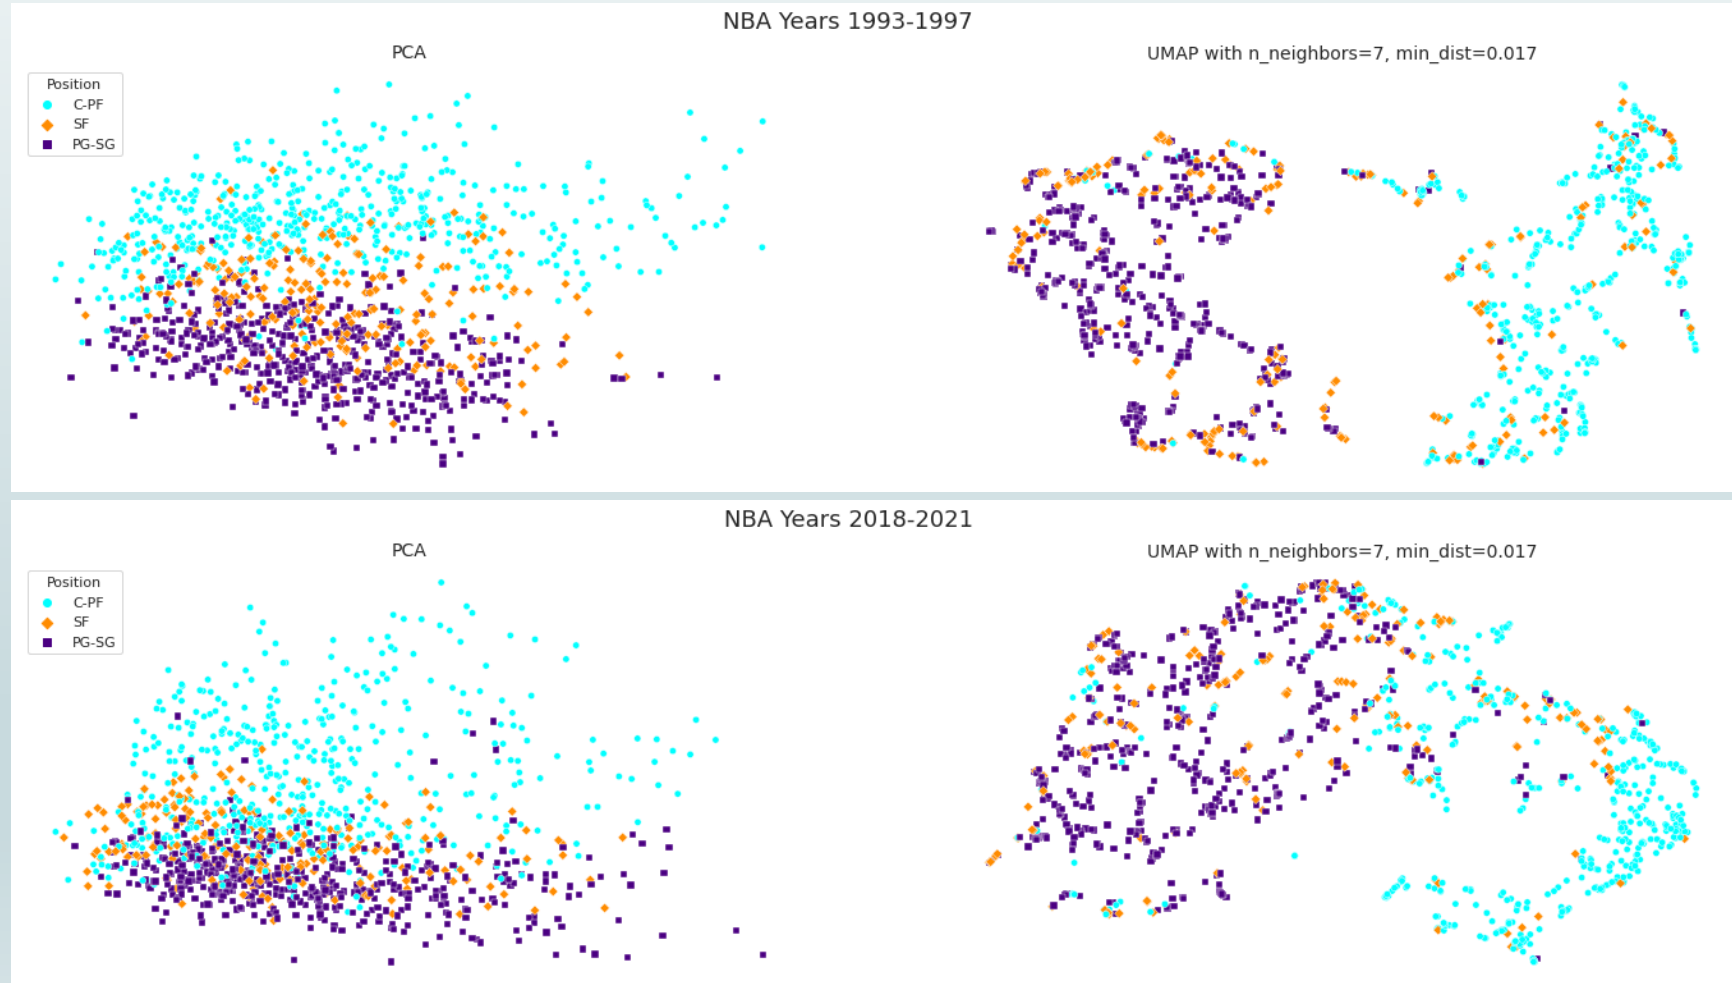 NBA Years 1993-1997
PCA
UMAP with n_neighbors=7, min_dist=0.017
Position
C-PF
SF
PG-SG
NBA Years 2018-2021
PCA
UMAP with n_neighbors=7, min_dist=0.017
Position
C-PF
SF
PG-SG